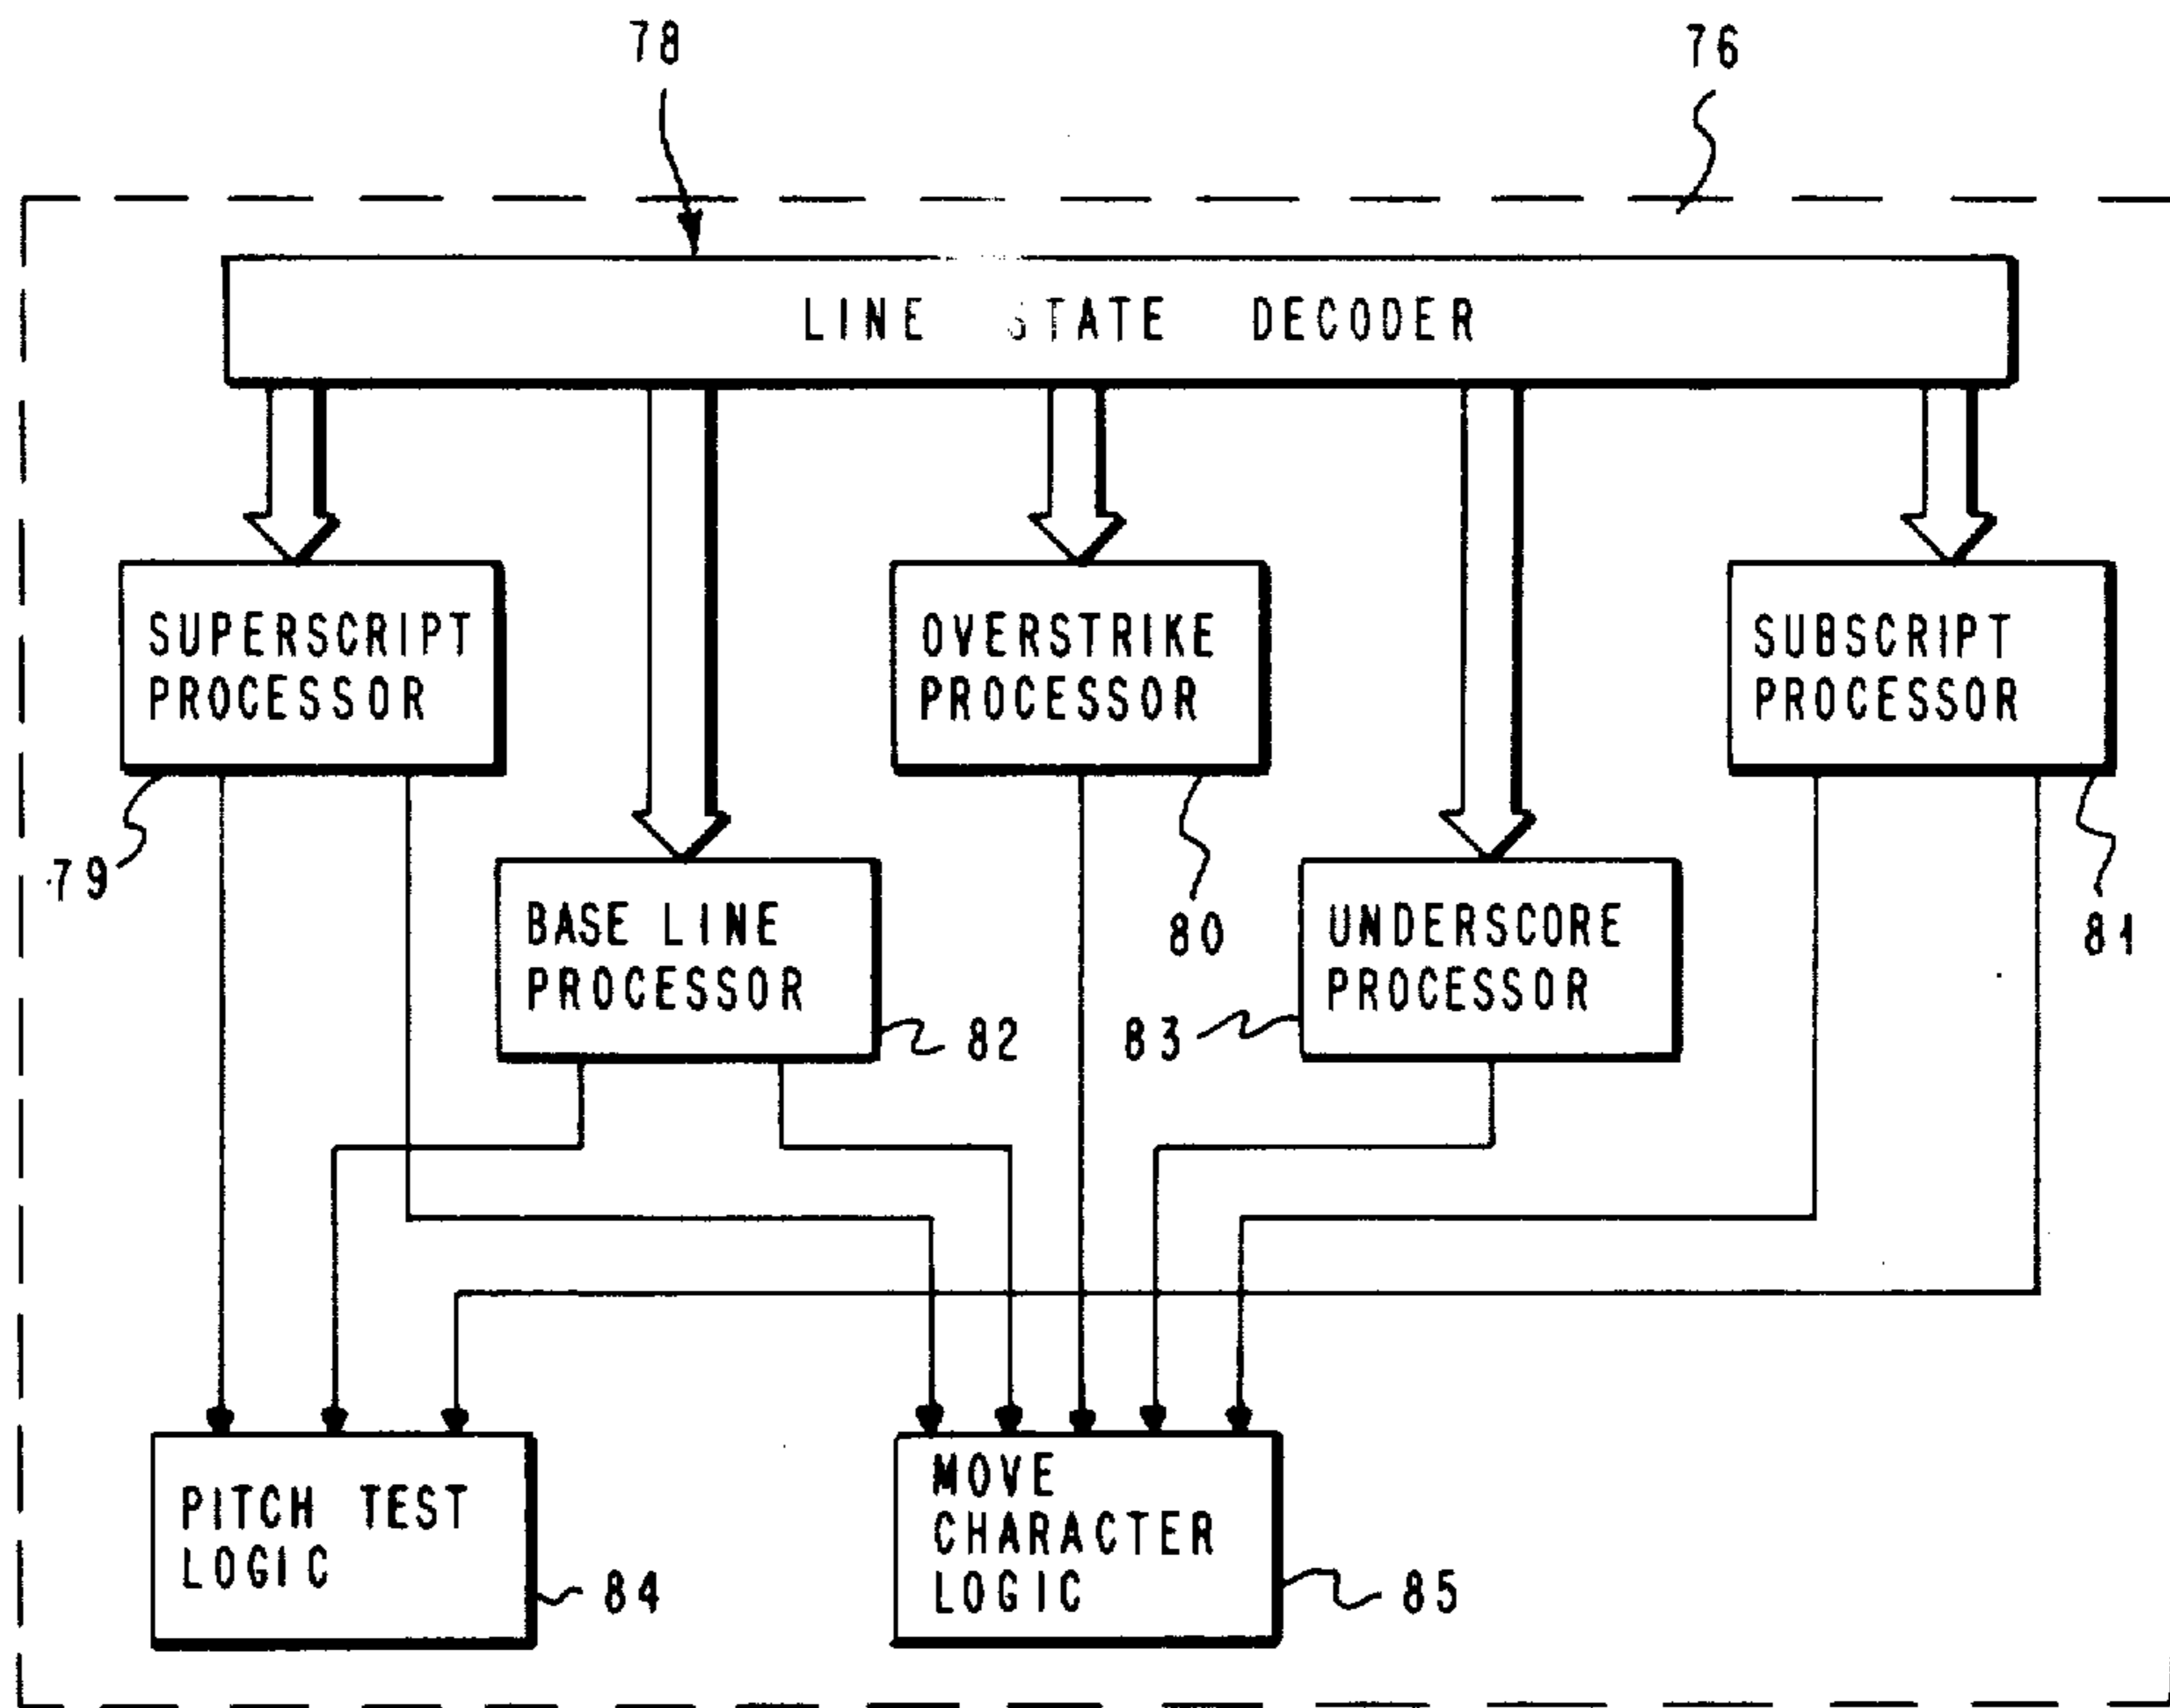 78
76
LINE STATE DECODER
SUPERSCRIPT
PROCESSOR
OVERSTRIKE
PROCESSOR
SUBSCRIPT
PROCESSOR
79
BASE LINE
PROCESSOR
80
UNDERSCORE
PROCESSOR
81
82
83
PITCH TEST
LOGIC
84
MOVE
CHARACTER
LOGIC
85